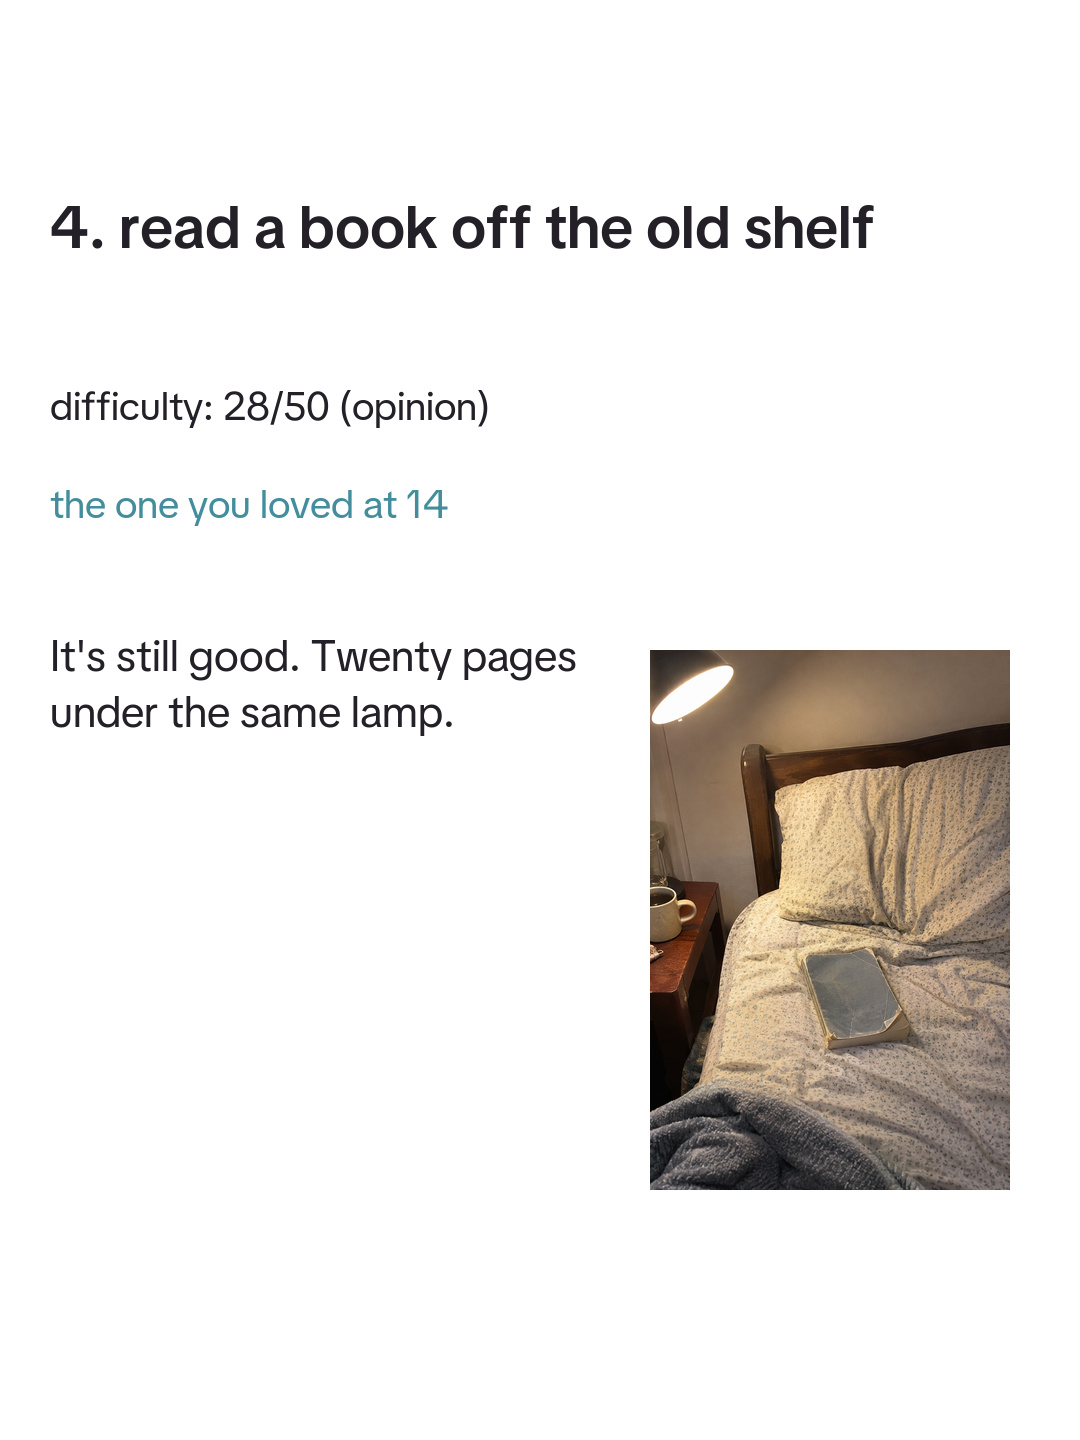 4. read a book off the old shelf
difficulty: 28/50 (opinion)
the one you loved at 14
It's still good. Twenty pages
under the same lamp.